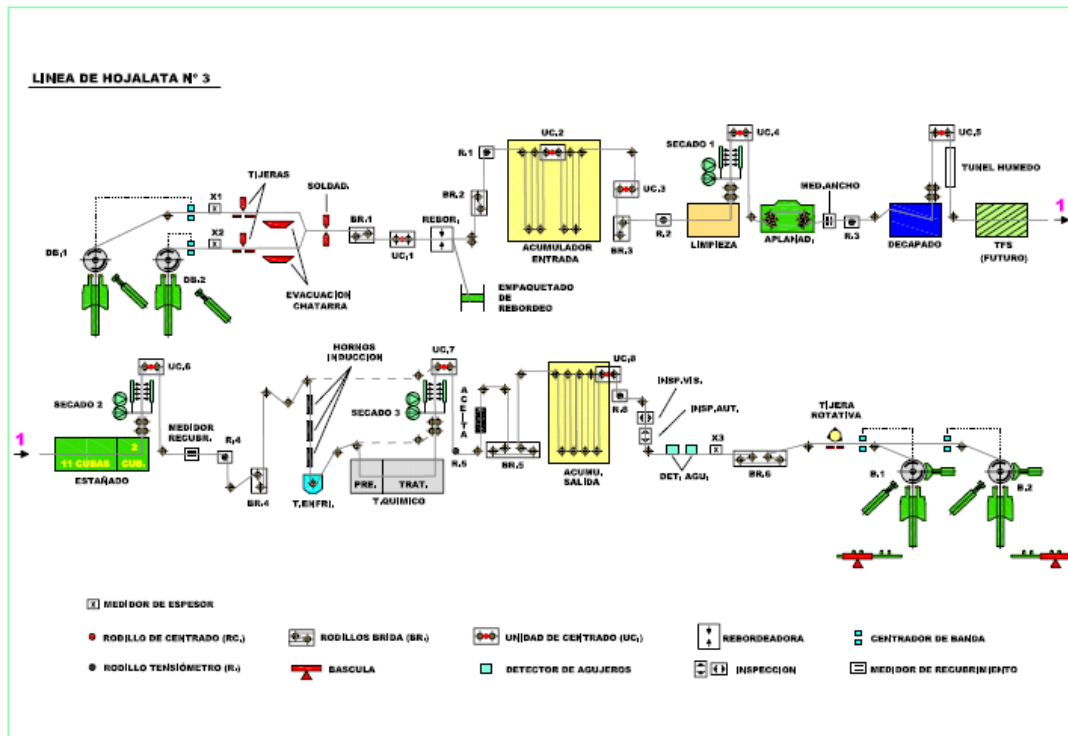 LINEA DE HOJALATA Nº 3
TIJERAS
SOLDAD.
X1
X2
DB.1
DB.2
EVACUACION
CHATARRA
BR.1
UC.1
REBOR.
BR.2
R.1
UC.2
ACUMULADOR
ENTRADA
EMPAQUETADO
DE
REBORDEO
UC.3
BR.3
R.2
SECADO 1
UC.4
LIMPIEZA
APLANAD.
MED.ANCHO
R.3
UC.5
TUNEL HUMEDO
DECAPADO
TFS
(FUTURO)
1
1
SECADO 2
UC.6
11 CUBAS
2
CUB.
ESTAÑADO
MEDIDOR
RECUBR.
R.4
BR.4
HORNOS
INDUCCION
T.ENFRI.
SECADO 3
UC.7
PRE.
TRAT.
T.QUIMICO
ACEITA
R.5
BR.5
UC.8
ACUMU.
SALIDA
R.6
INSP.VIS.
INSP.AUT.
X3
DET. AGU.
BR.6
TIJERA
ROTATIVA
B.1
B.2
X MEDIDOR DE ESPESOR
RODILLO DE CENTRADO (RC.)
RODILLOS BRIDA (BR.)
UNIDAD DE CENTRADO (UC.)
REBORDEADORA
CENTRADOR DE BANDA
RODILLO TENSIÓMETRO (R.)
BASCULA
DETECTOR DE AGUJEROS
INSPECCION
MEDIDOR DE RECUBRIMIENTO